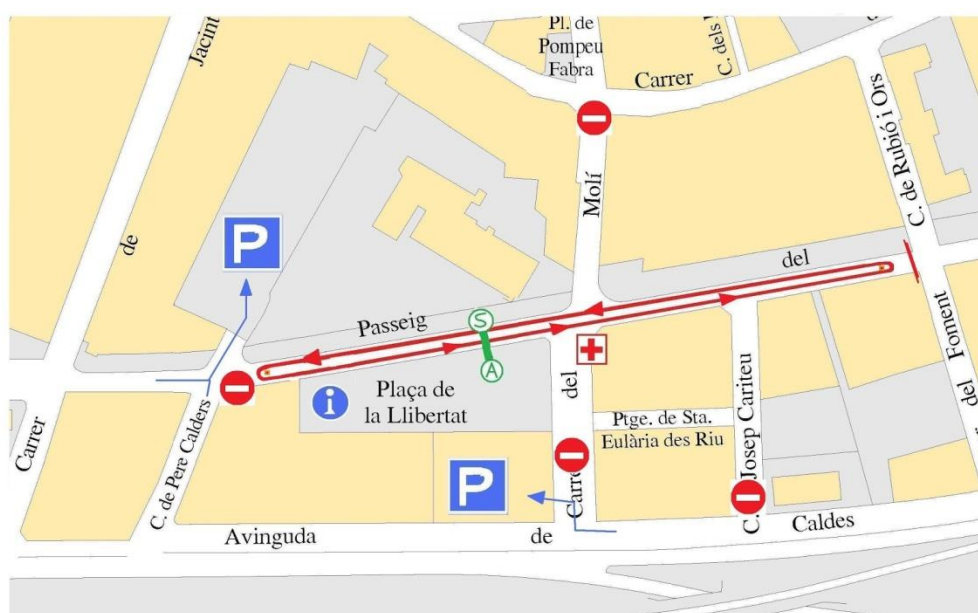 Pl. de
Pompeu
Fabra
C. dels
Jacint
Carrer
C. de Rubió i Ors
Molí
de
P
del
S
Passeig
A
i
Plaça de
la Llibertat
del
Foment
del
Ptge. de Sta.
Eulària des Riu
Josep Cariteu
C.
Carrer
C. de Pere Calders
P
Carre
Avinguda
de
Caldes